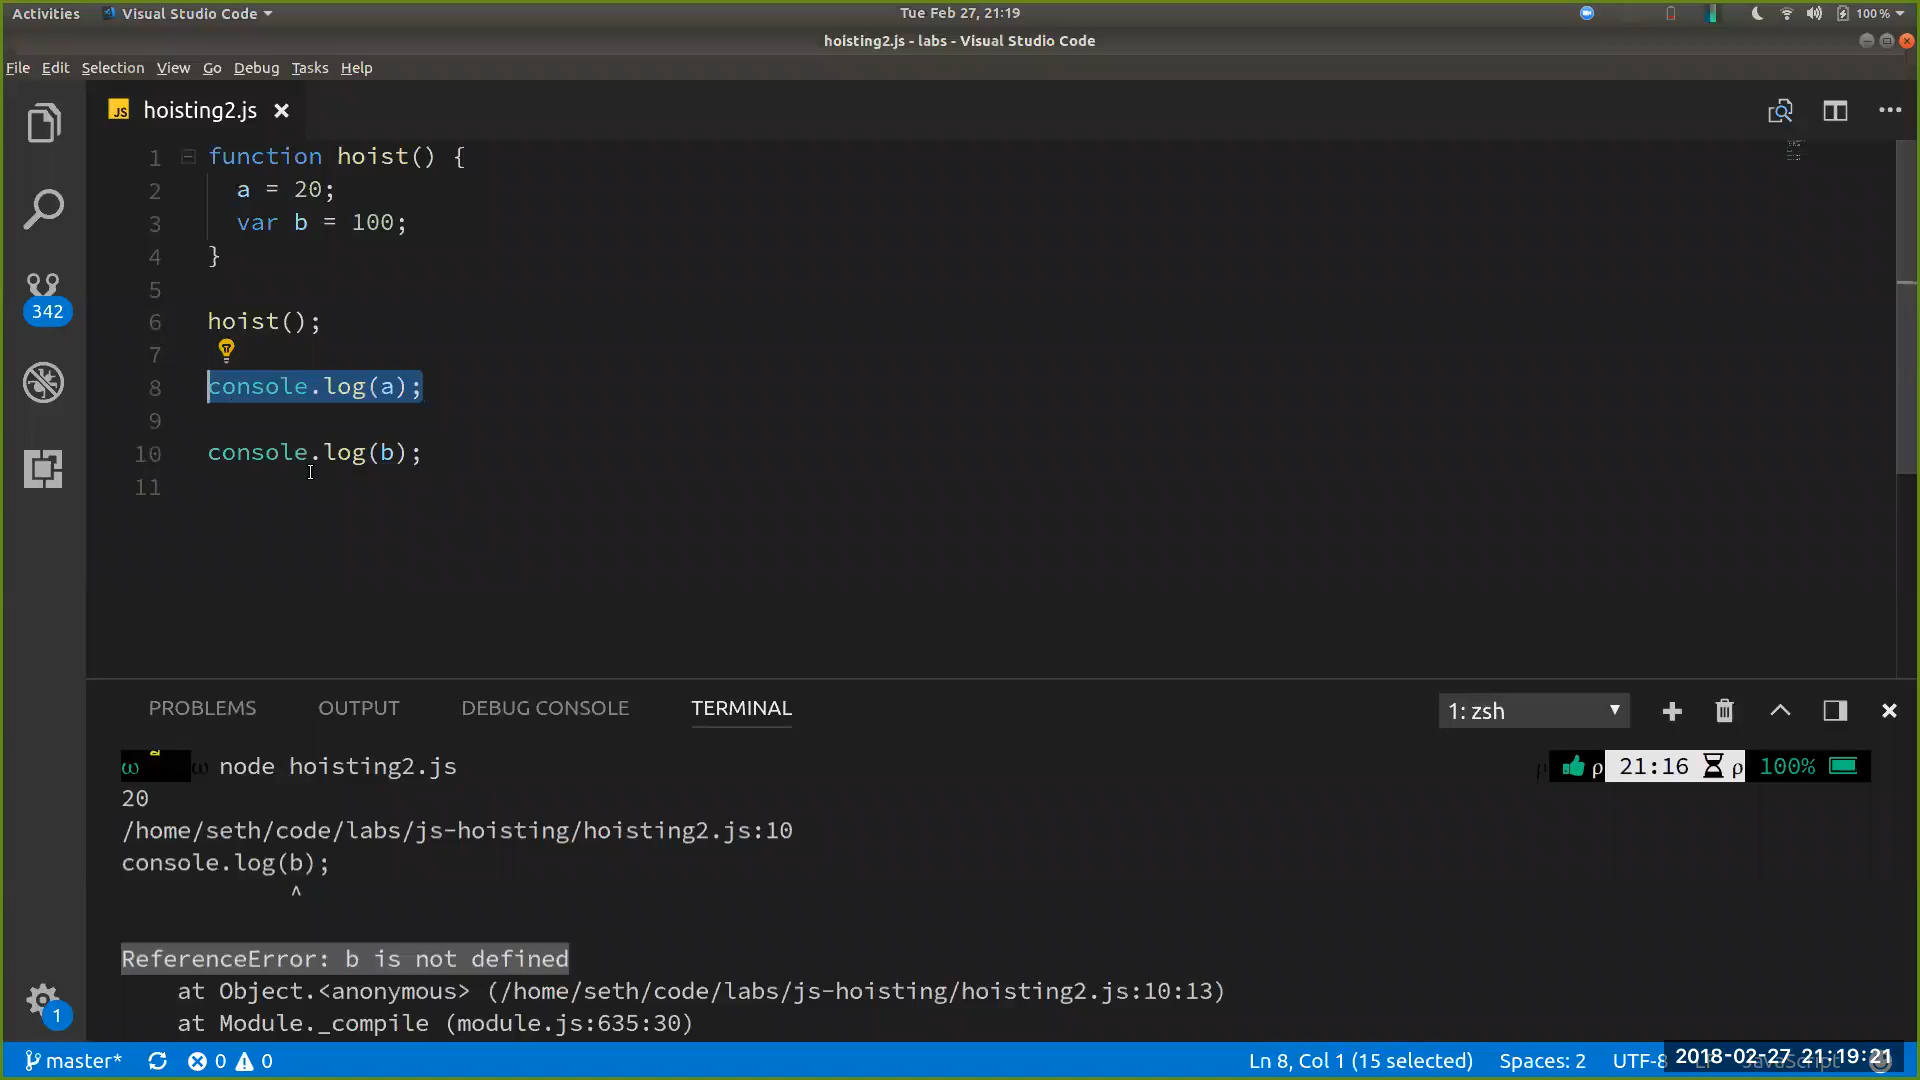 Activities Visual Studio Code Tue Feb 27, 21:19 100%
hoisting2.js - labs - Visual Studio Code
File Edit Selection View Go Debug Tasks Help
JS hoisting2.js
1 function hoist() {
2 a = 20;
3 var b = 100;
4 }
5
6 hoist();
7
8 console.log(a);
9
10 console.log(b);
11
342
PROBLEMS OUTPUT DEBUG CONSOLE TERMINAL 1: zsh
ω ω node hoisting2.js ρ ρ 21:16 ρ 100%
20
/home/seth/code/labs/js-hoisting/hoisting2.js:10
console.log(b);
^
ReferenceError: b is not defined
at Object.<anonymous> (/home/seth/code/labs/js-hoisting/hoisting2.js:10:13)
at Module._compile (module.js:635:30)
1
master* 0 0 Ln 8, Col 1 (15 selected) Spaces: 2 UTF-8 2018-02-27 21:19:21